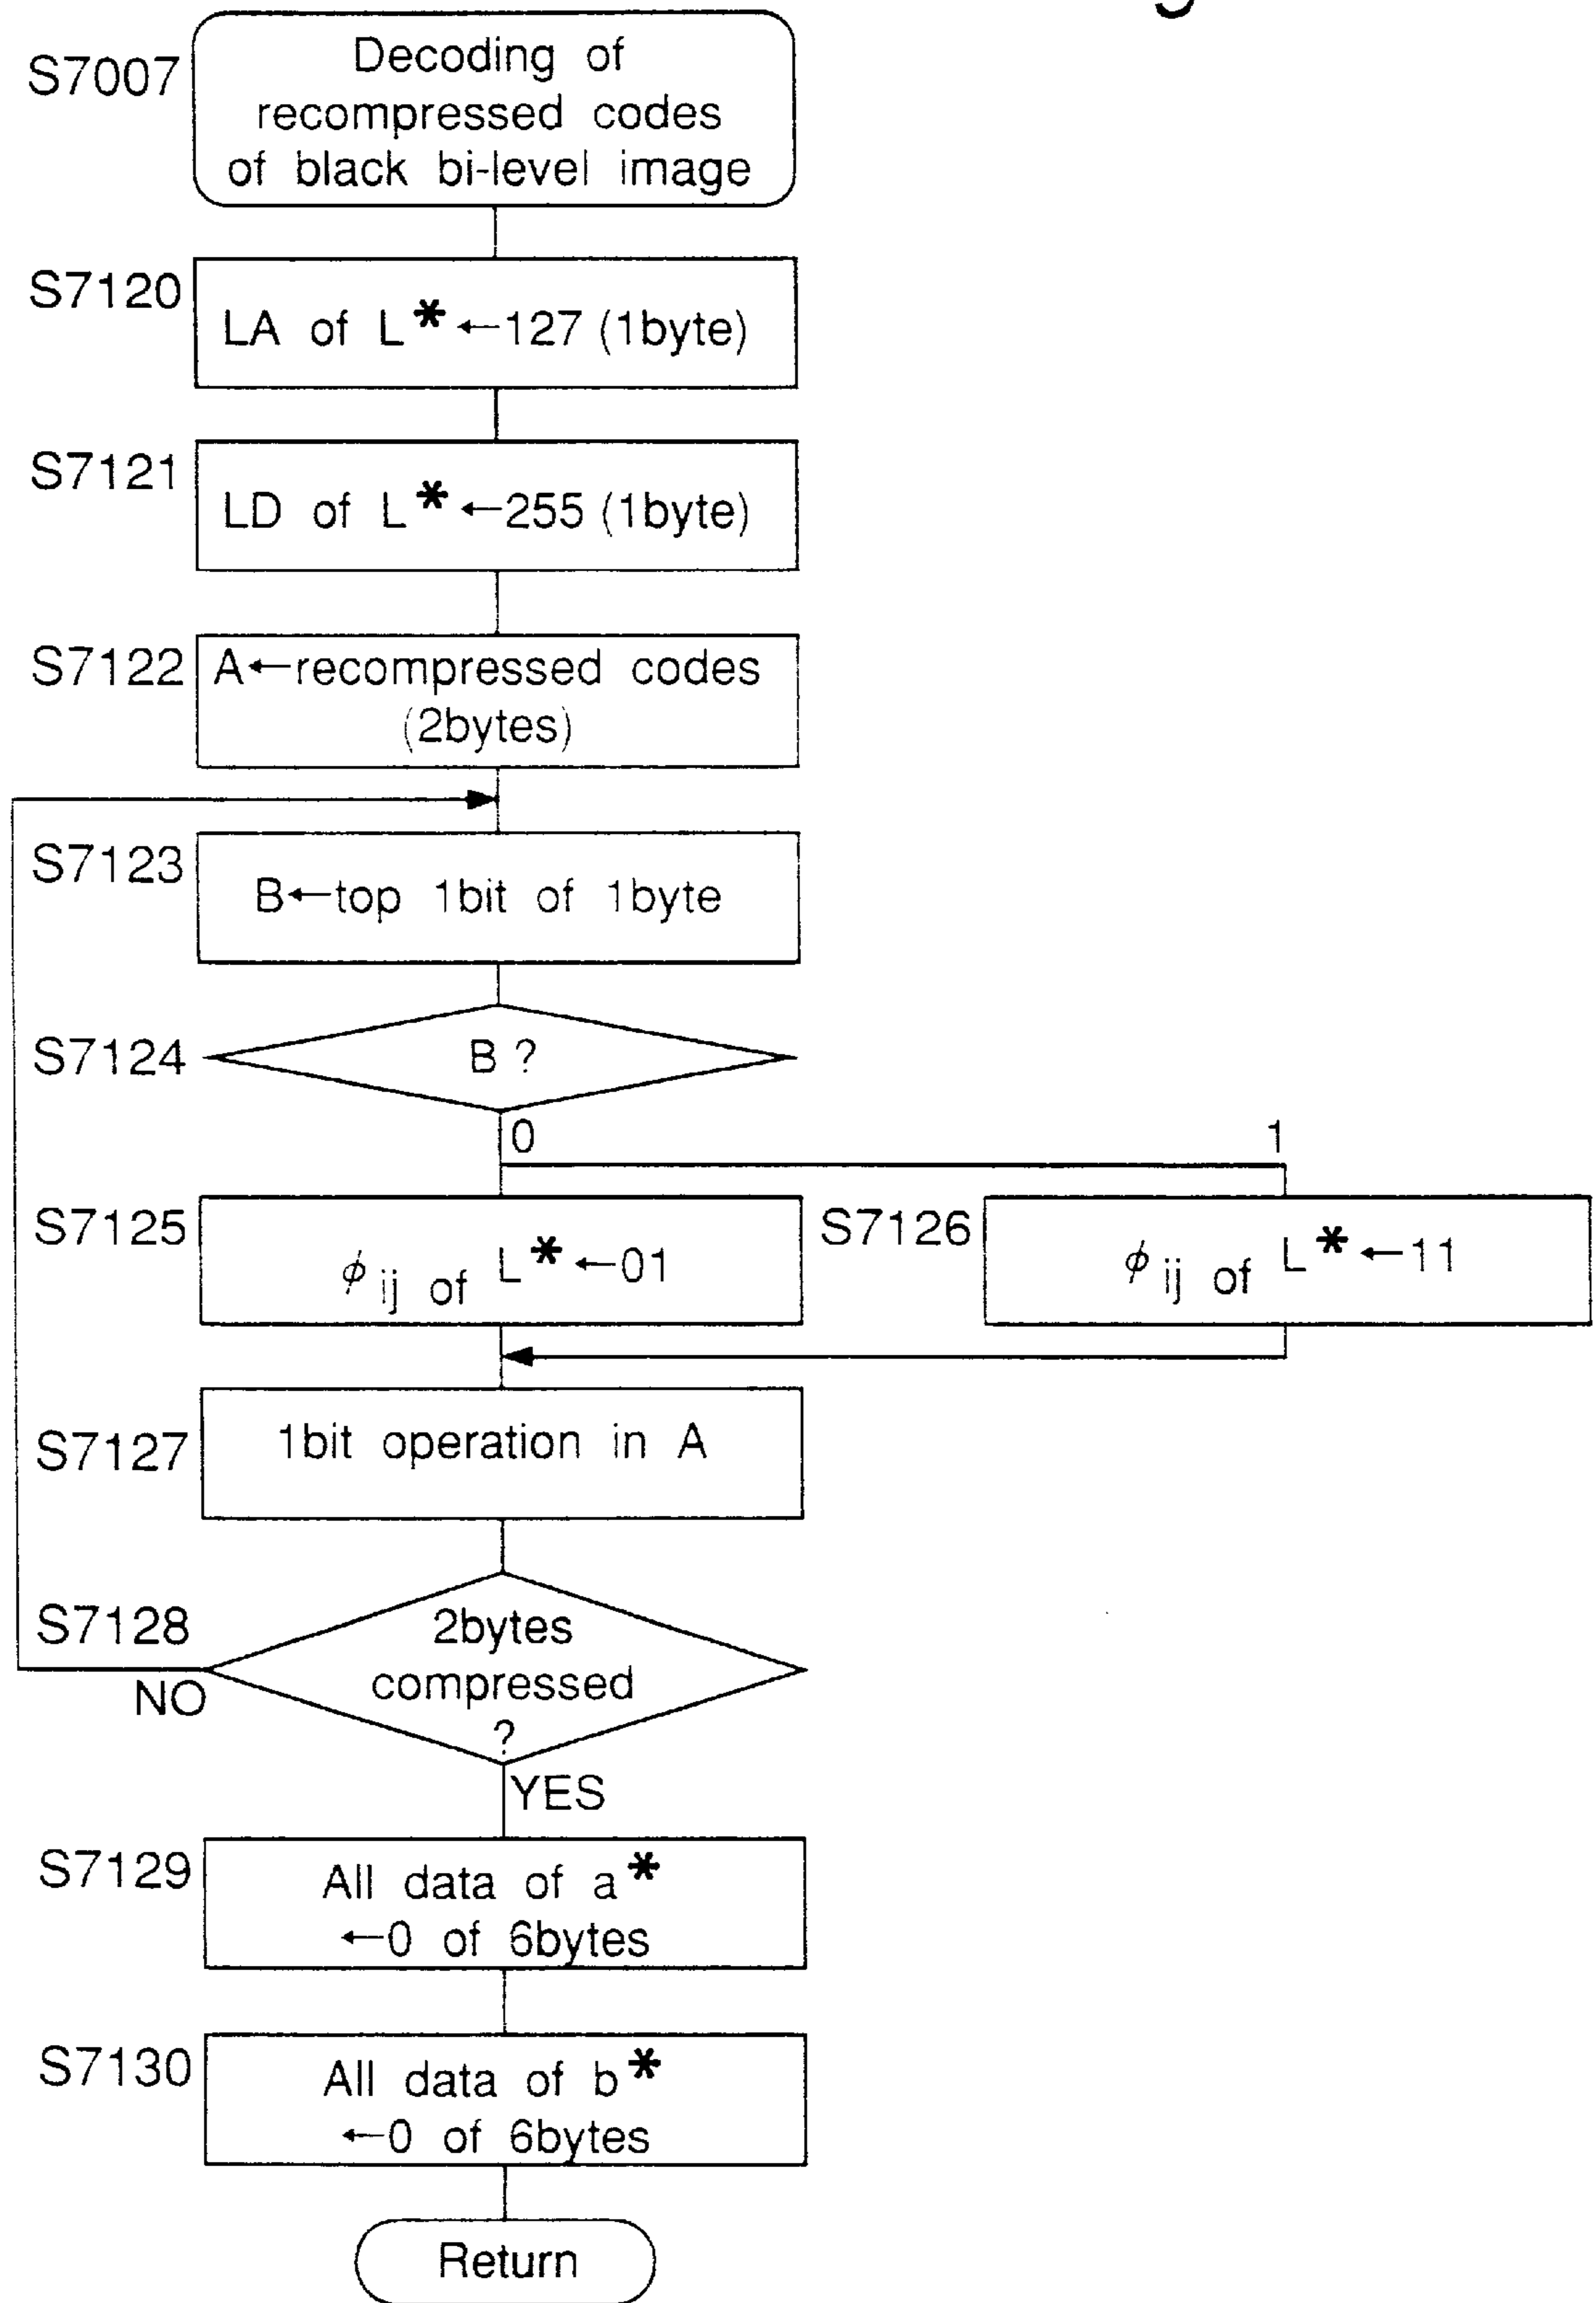 S7007
Decoding of
recompressed codes
of black bi-level image
S7120
LA of L*←127 (1byte)
S7121
LD of L*←255 (1byte)
S7122
A←recompressed codes
(2bytes)
S7123
B←top 1bit of 1byte
S7124
B ?
0
1
S7125
ϕij of L*←01
S7126
ϕij of L*←11
S7127
1bit operation in A
S7128
2bytes
compressed
?
NO
YES
S7129
All data of a*
←0 of 6bytes
S7130
All data of b*
←0 of 6bytes
Return